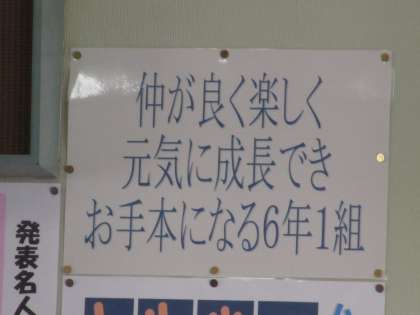 仲が良く楽しく
元気に成長でき
お手本になる6年1組
発表名人